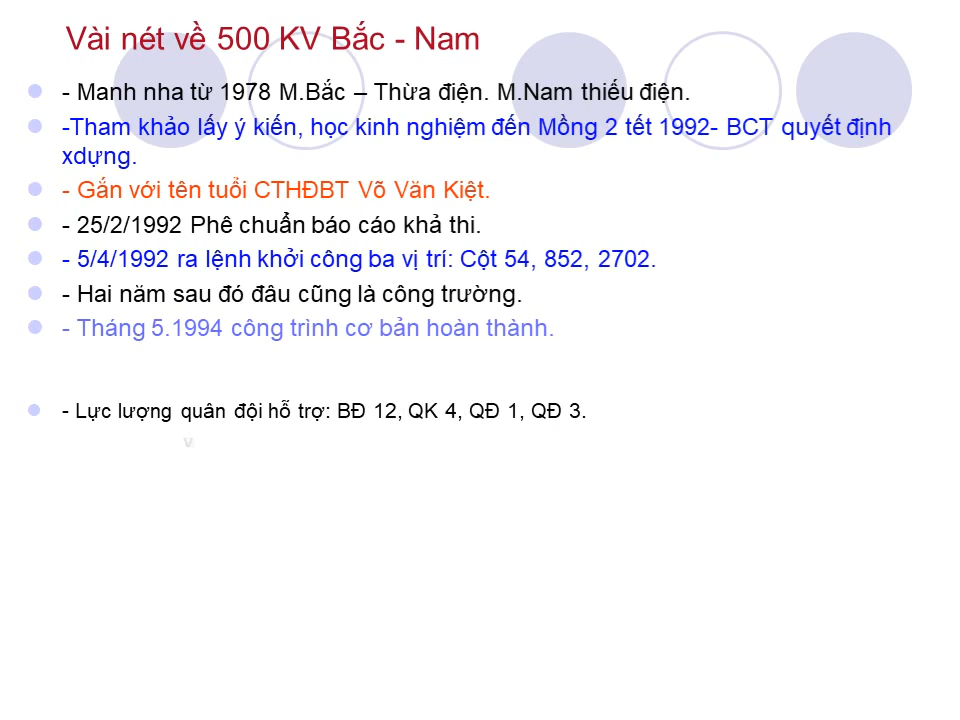 Vài nét về 500 KV Bắc - Nam
- Manh nha từ 1978 M.Bắc – Thừa điện. M.Nam thiếu điện.
-Tham khảo lấy ý kiến, học kinh nghiệm đến Mồng 2 tết 1992- BCT quyết định
xdựng.
- Gắn với tên tuổi CTHĐBT Võ Văn Kiệt.
- 25/2/1992 Phê chuẩn báo cáo khả thi.
- 5/4/1992 ra lệnh khởi công ba vị trí: Cột 54, 852, 2702.
- Hai năm sau đó đâu cũng là công trường.
- Tháng 5.1994 công trình cơ bản hoàn thành.
- Lực lượng quân đội hỗ trợ: BĐ 12, QK 4, QĐ 1, QĐ 3.